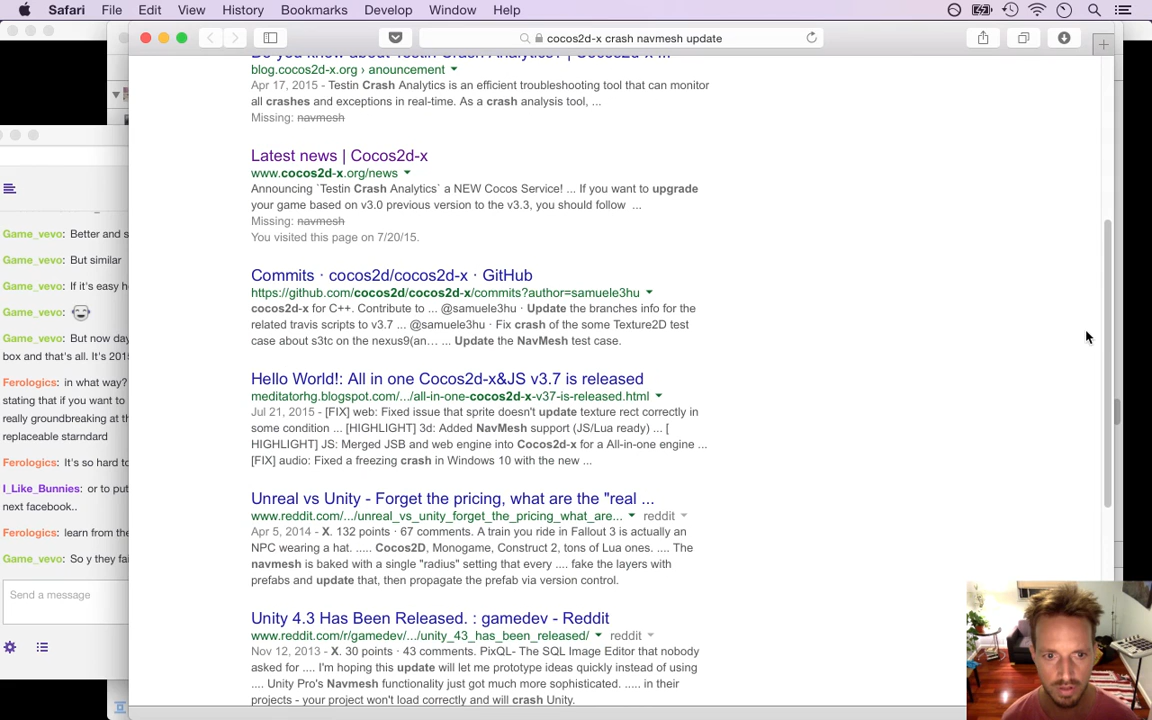 Safari File Edit View History Bookmarks Develop Window Help
cocos2d-x crash navmesh update
blog.cocos2d-x.org › anouncement
Apr 17, 2015 - Testin Crash Analytics is an efficient troubleshooting tool that can monitor
all crashes and exceptions in real-time. As a crash analysis tool, ...
Missing: navmesh
Latest news | Cocos2d-x
www.cocos2d-x.org/news
Announcing `Testin Crash Analytics` a NEW Cocos Service! ... If you want to upgrade
your game based on v3.0 previous version to the v3.3, you should follow ...
Missing: navmesh
You visited this page on 7/20/15.
Commits · cocos2d/cocos2d-x · GitHub
https://github.com/cocos2d/cocos2d-x/commits?author=samuele3hu
cocos2d-x for C++. Contribute to ... @samuele3hu · Update the branches info for the
related travis scripts to v3.7 ... @samuele3hu · Fix crash of the some Texture2D test
case about s3tc on the nexus9(an… ... Update the NavMesh test case.
Hello World!: All in one Cocos2d-x&JS v3.7 is released
meditatorhg.blogspot.com/.../all-in-one-cocos2d-x-v37-is-released.html
Jul 21, 2015 - [FIX] web: Fixed issue that sprite doesn't update texture rect correctly in
some condition ... [HIGHLIGHT] 3d: Added NavMesh support (JS/Lua ready) ... [
HIGHLIGHT] JS: Merged JSB and web engine into Cocos2d-x for a All-in-one engine ...
[FIX] audio: Fixed a freezing crash in Windows 10 with the new ...
Unreal vs Unity - Forget the pricing, what are the "real ...
www.reddit.com/.../unreal_vs_unity_forget_the_pricing_what_are... reddit
Apr 5, 2014 - X. 132 points · 67 comments. A train you ride in Fallout 3 is actually an
NPC wearing a hat. ..... Cocos2D, Monogame, Construct 2, tons of Lua ones. .... The
navmesh is baked with a single "radius" setting that every .... fake the layers with
prefabs and update that, then propagate the prefab via version control.
Unity 4.3 Has Been Released. : gamedev - Reddit
www.reddit.com/r/gamedev/.../unity_43_has_been_released/ reddit
Nov 12, 2013 - X. 30 points · 43 comments. PixQL- The SQL Image Editor that nobody
asked for .... I'm hoping this update will let me prototype ideas quickly instead of using
.... Unity Pro's Navmesh functionality just got much more sophisticated. ..... in their
projects - your project won't load correctly and will crash Unity.
Game_vevo: Better and s
Game_vevo: But similar
Game_vevo: If it's easy h
Game_vevo:
Game_vevo: But now day
box and that's all. It's 201
Ferologics: in what way?
stating that if you want to
really groundbreaking at th
replaceable starndard
Ferologics: It's so hard to
I_Like_Bunnies: or to put
next facebook..
Ferologics: learn from the
Game_vevo: So y they fai
Send a message